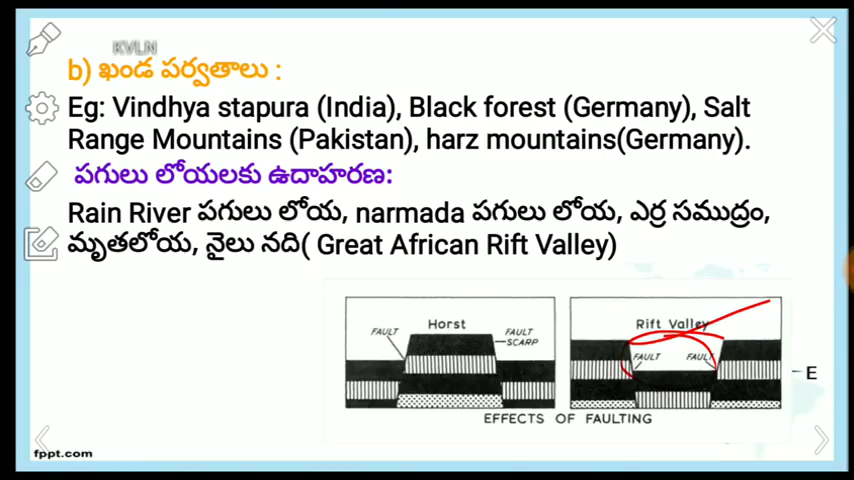 KVLN
b) ఖండ పర్వతాలు :
Eg: Vindhya stapura (India), Black forest (Germany), Salt
Range Mountains (Pakistan), harz mountains(Germany).
పగులు లోయలకు ఉదాహరణ:
Rain River పగులు లోయ, narmada పగులు లోయ, ఎర్ర సముద్రం,
మృతలోయ, నైలు నది( Great African Rift Valley)
FAULT Horst FAULT SCARP
Rift Valley
FAULT FAULT
E
EFFECTS OF FAULTING
fppt.com